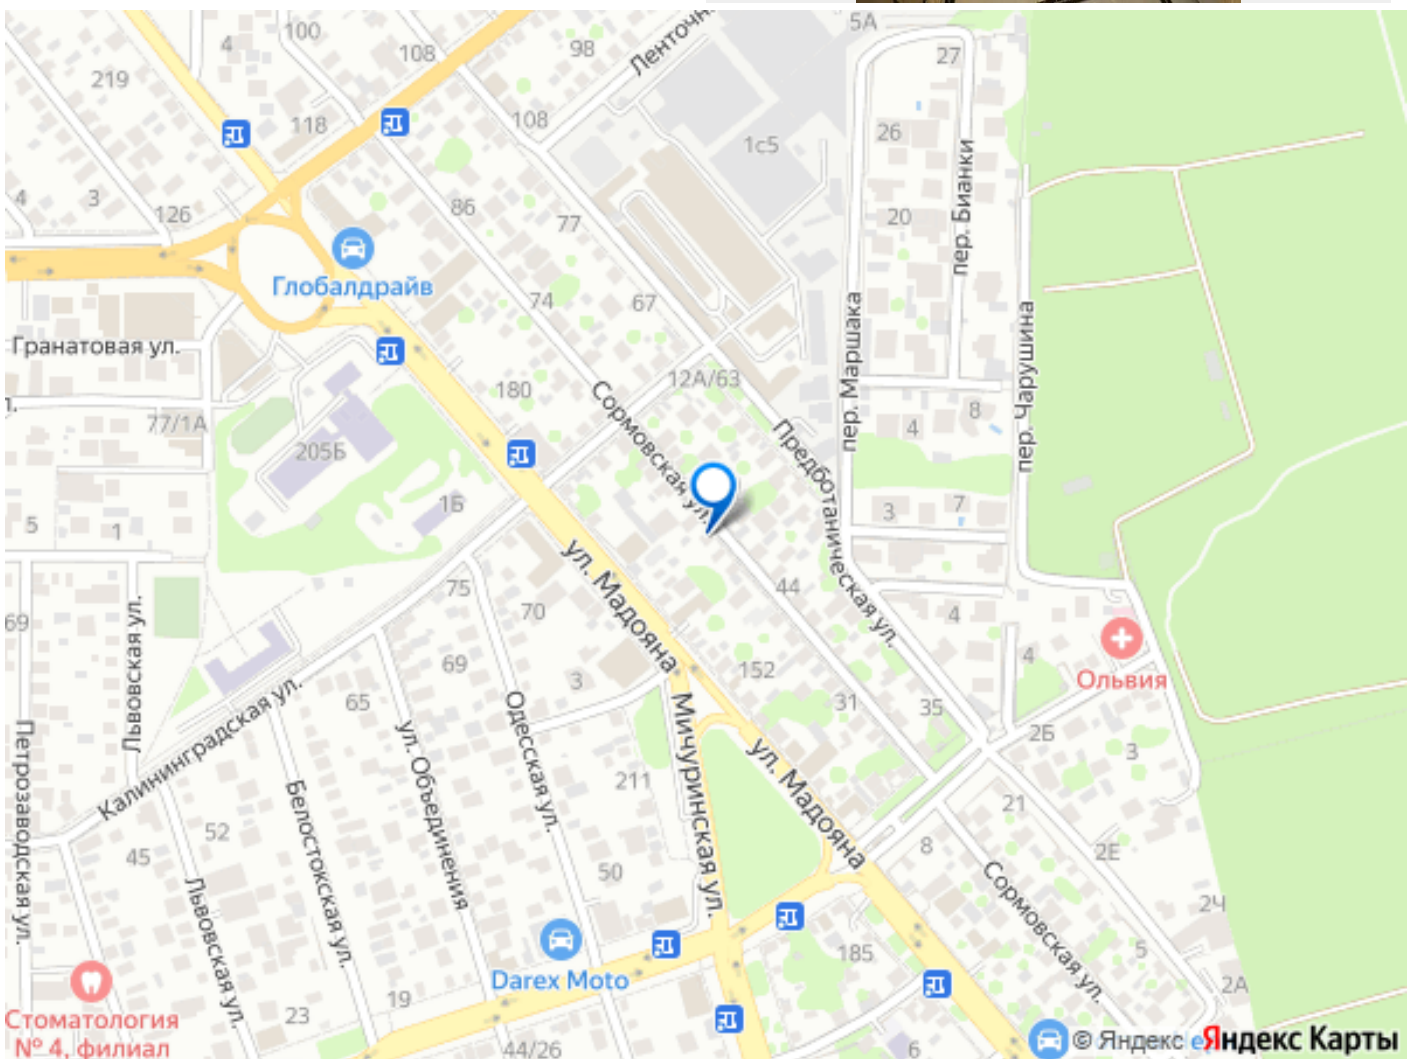 5А
100
4
98
108
Ленточн
27
219
108
118
26
1с5
пер. Бианки
4
3
126
86
77
20
Глобалдрайв
74
67
пер. Маршака
пер. Чарушина
Гранатовая ул.
180
12А/63
8
77/1А
Сормовская ул.
4
205Б
Предботаническая ул.
5
1
1Б
3
7
ул. Мадояна
75
44
69
70
4
Львовская ул.
69
152
4
Ольвия
3
65
Калининградская ул.
Одесская ул.
31
35
2Б
3
Петрозаводская ул.
ул. Объединения
Мичуринская ул.
ул. Мадояна
211
Белостокская ул.
52
21
45
8
2Е
50
Львовская ул.
Сормовская ул.
2Ч
185
5
Darex Moto
19
2А
23
Стоматология
№ 4, филиал
44/26
6
© Яндекс
Яндекс Карты